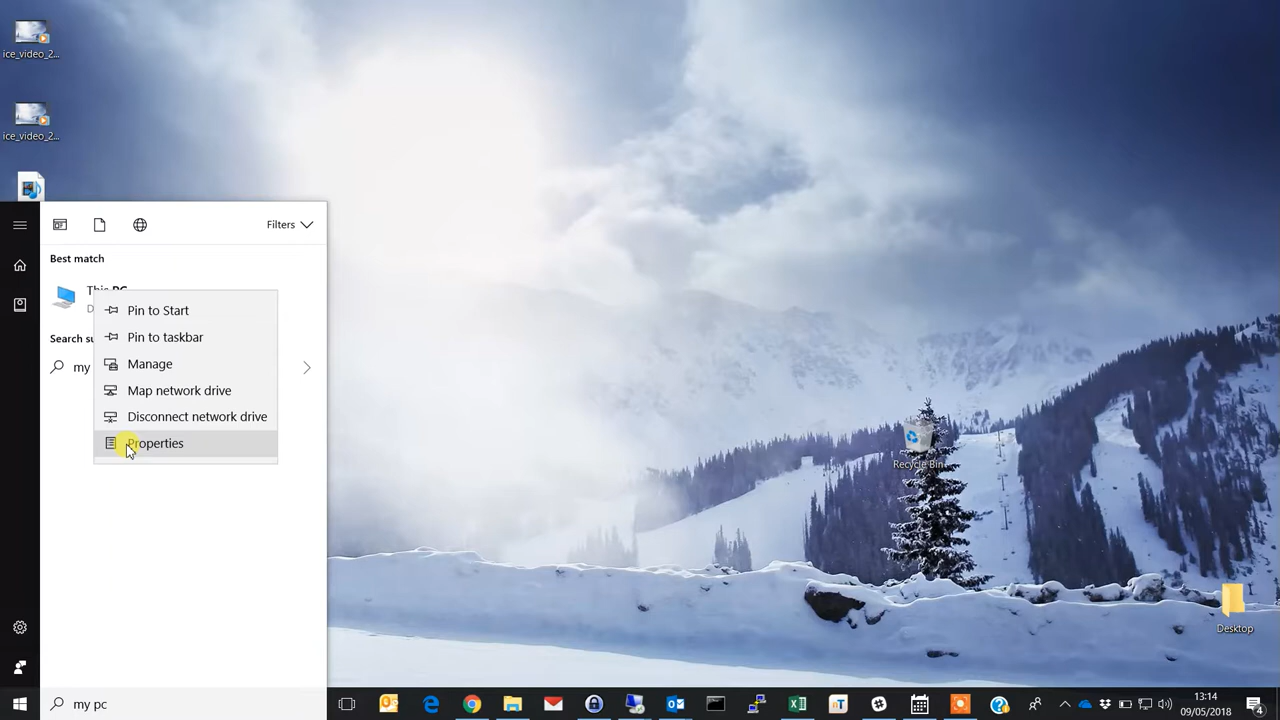 ice_video_2...
ice_video_2...
Filters
Best match
This PC
D
Pin to Start
Pin to taskbar
Search su
Manage
my
Map network drive
Disconnect network drive
Properties
Recycle Bin
Desktop
my pc
13:14
09/05/2018
4